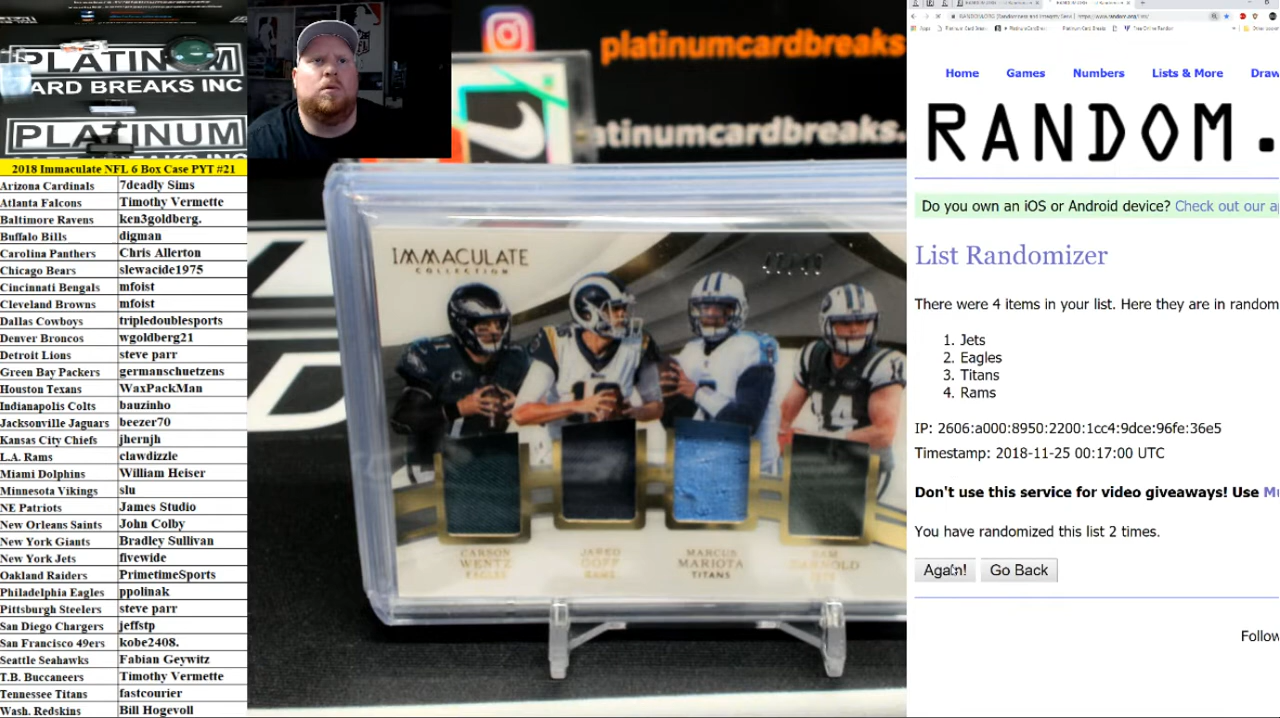 PLATINUM
CARD BREAKS INC
PLATINUM
CARD BREAKS INC
2018 Immaculate NFL 6 Box Case PYT #21
Arizona Cardinals 7deadly Sims
Atlanta Falcons Timothy Vermette
Baltimore Ravens ken3goldberg.
Buffalo Bills digman
Carolina Panthers Chris Allerton
Chicago Bears slewacide1975
Cincinnati Bengals mfoist
Cleveland Browns mfoist
Dallas Cowboys tripledoublesports
Denver Broncos wgoldberg21
Detroit Lions steve parr
Green Bay Packers germanschuetzens
Houston Texans WaxPackMan
Indianapolis Colts bauzinho
Jacksonville Jaguars beezer70
Kansas City Chiefs jhernjh
L.A. Rams clawdizzle
Miami Dolphins William Heiser
Minnesota Vikings slu
NE Patriots James Studio
New Orleans Saints John Colby
New York Giants Bradley Sullivan
New York Jets fivewide
Oakland Raiders PrimetimeSports
Philadelphia Eagles ppolinak
Pittsburgh Steelers steve parr
San Diego Chargers jeffstp
San Francisco 49ers kobe2408.
Seattle Seahawks Fabian Geywitz
T.B. Buccaneers Timothy Vermette
Tennessee Titans fastcourier
Wash. Redskins Bill Hogevoll
platinumcardbreaks
atinumcardbreaks.
IMMACULATE
COLLECTION
CARSON
WENTZ
EAGLES
JARED
GOFF
RAMS
MARCUS
MARIOTA
TITANS
SAM
DARNOLD
Home Games Numbers Lists & More Draw
RANDOM.
Do you own an iOS or Android device? Check out our a
List Randomizer
There were 4 items in your list. Here they are in random
1. Jets
2. Eagles
3. Titans
4. Rams
IP: 2606:a000:8950:2200:1cc4:9dce:96fe:36e5
Timestamp: 2018-11-25 00:17:00 UTC
Don't use this service for video giveaways! Use Mu
You have randomized this list 2 times.
Again! Go Back
Follow